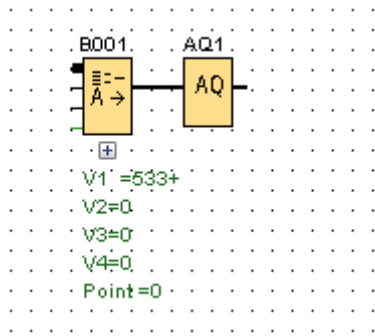 B001
AQ1
A→
AQ
V1 =533+
V2=0
V3=0
V4=0
Point=0